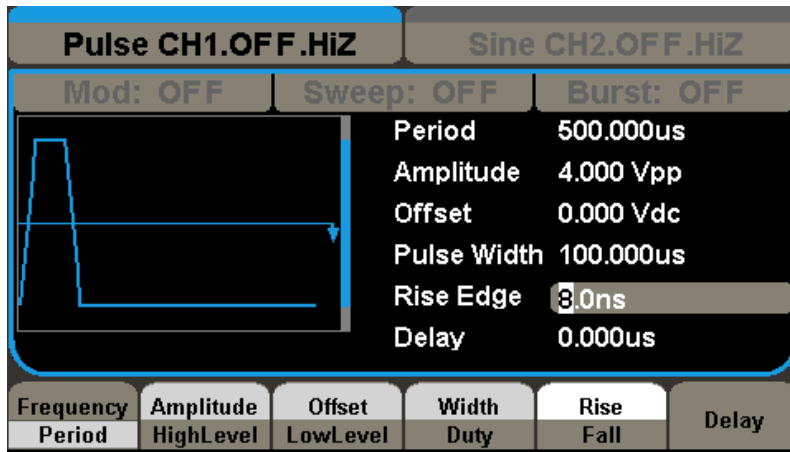 Pulse CH1.OFF.HiZ Sine CH2.OFF.HiZ
Mod: OFF Sweep: OFF Burst: OFF
Period 500.000us
Amplitude 4.000 Vpp
Offset 0.000 Vdc
Pulse Width 100.000us
Rise Edge 8.0ns
Delay 0.000us
Frequency Amplitude Offset Width Rise Delay
Period HighLevel LowLevel Duty Fall